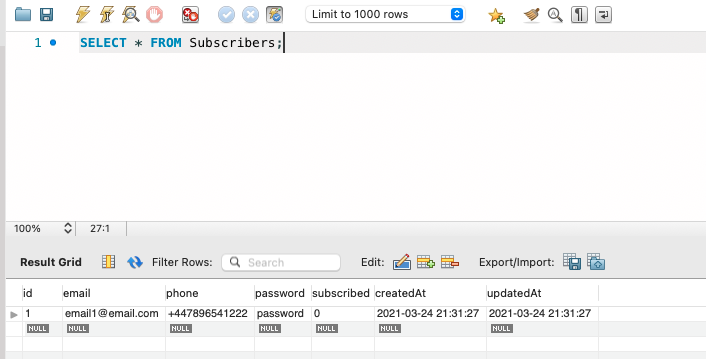 Limit to 1000 rows
1 SELECT * FROM Subscribers;
100% 27:1
Result Grid Filter Rows: Search Edit: Export/Import:
id email phone password subscribed createdAt updatedAt
1 email1@email.com +447896541222 password 0 2021-03-24 21:31:27 2021-03-24 21:31:27
NULL NULL NULL NULL NULL NULL NULL